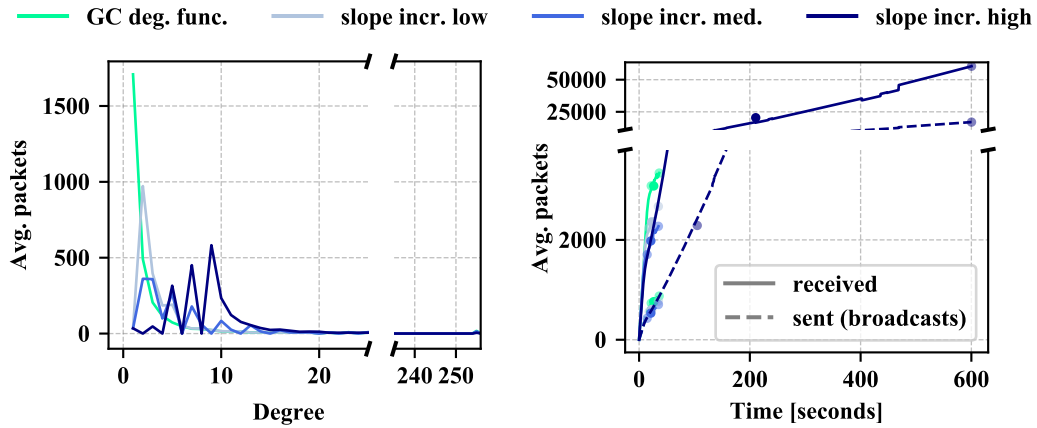 GC deg. func. slope incr. low slope incr. med. slope incr. high
1500
1000
500
0
Avg. packets
0 10 20 240 250
Degree
50000
25000
2000
0
Avg. packets
received
sent (broadcasts)
0 200 400 600
Time [seconds]